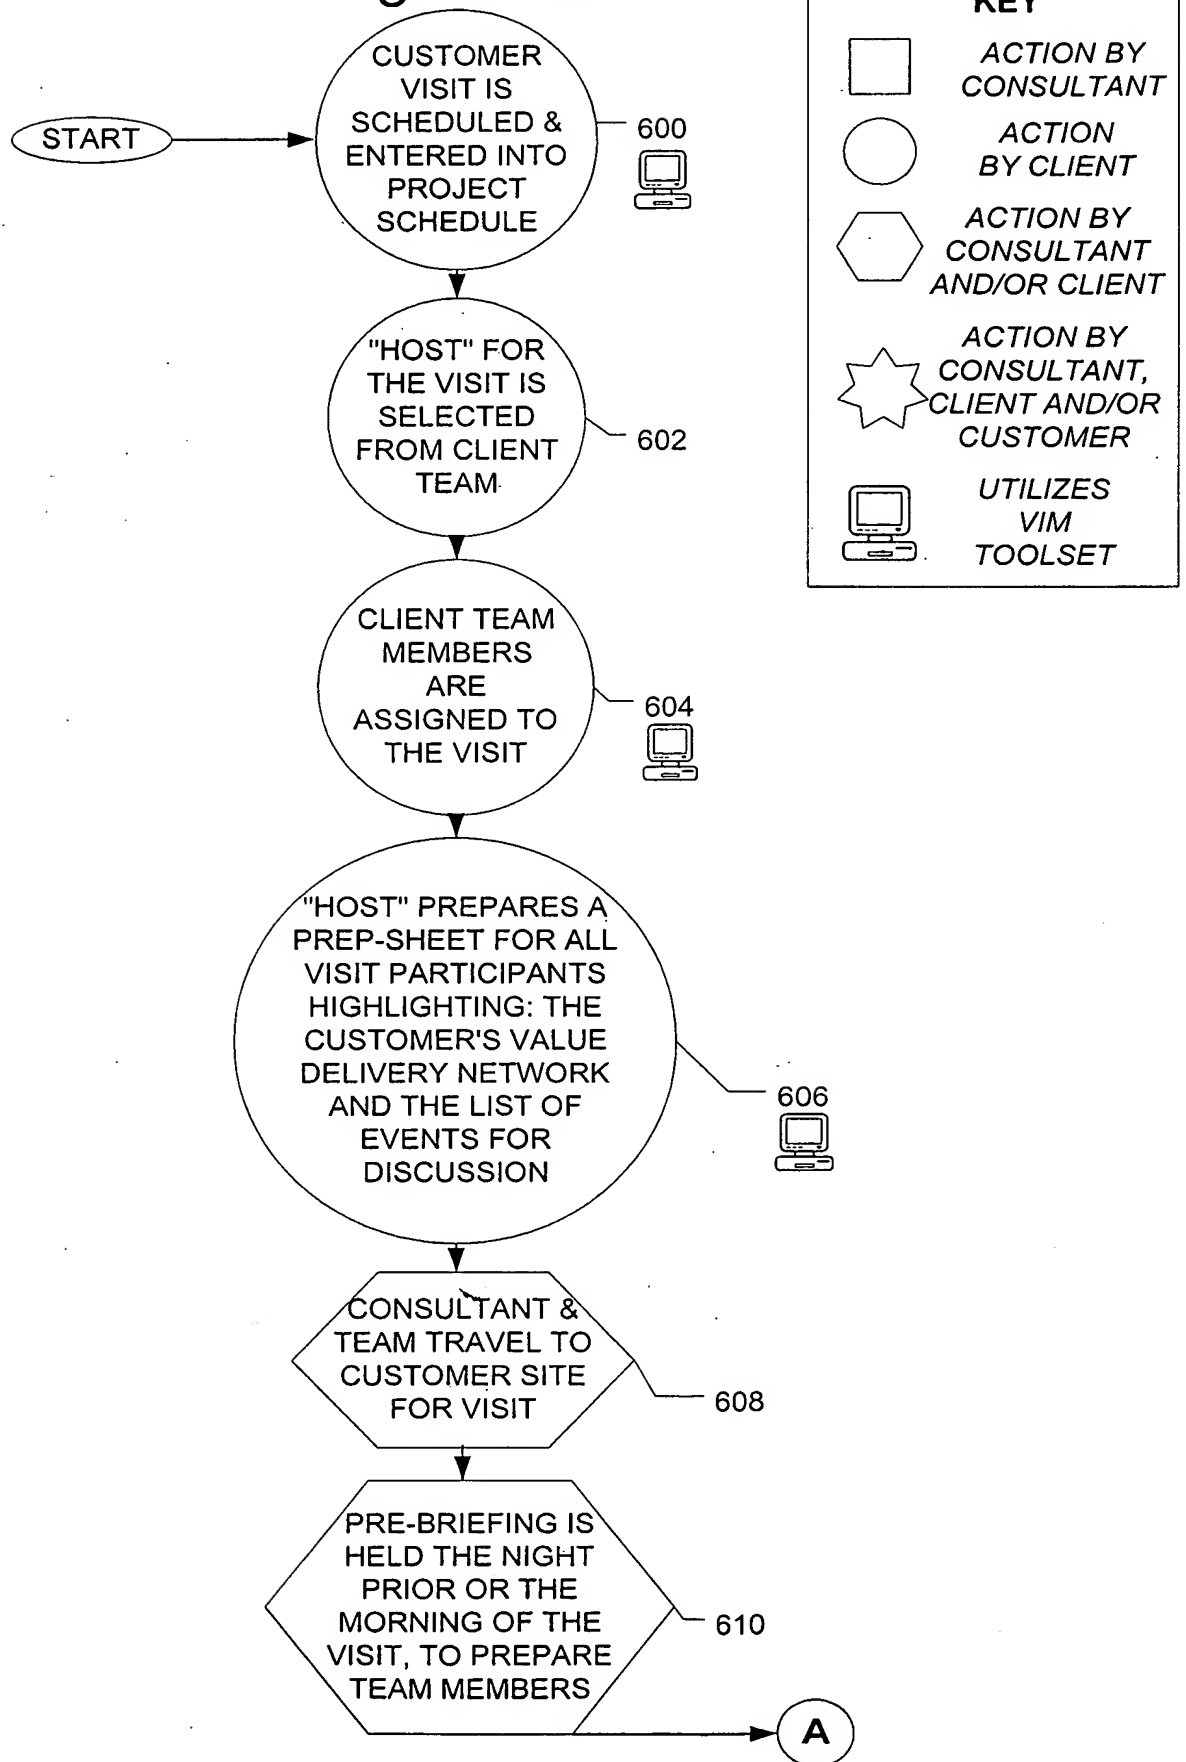 START
CUSTOMER
VISIT IS
SCHEDULED &
ENTERED INTO
PROJECT
SCHEDULE
600
"HOST" FOR
THE VISIT IS
SELECTED
FROM CLIENT
TEAM
602
CLIENT TEAM
MEMBERS
ARE
ASSIGNED TO
THE VISIT
604
"HOST" PREPARES A
PREP-SHEET FOR ALL
VISIT PARTICIPANTS
HIGHLIGHTING: THE
CUSTOMER'S VALUE
DELIVERY NETWORK
AND THE LIST OF
EVENTS FOR
DISCUSSION
606
CONSULTANT &
TEAM TRAVEL TO
CUSTOMER SITE
FOR VISIT
608
PRE-BRIEFING IS
HELD THE NIGHT
PRIOR OR THE
MORNING OF THE
VISIT, TO PREPARE
TEAM MEMBERS
610
A
KEY
ACTION BY
CONSULTANT
ACTION
BY CLIENT
ACTION BY
CONSULTANT
AND/OR CLIENT
ACTION BY
CONSULTANT,
CLIENT AND/OR
CUSTOMER
UTILIZES
VIM
TOOLSET